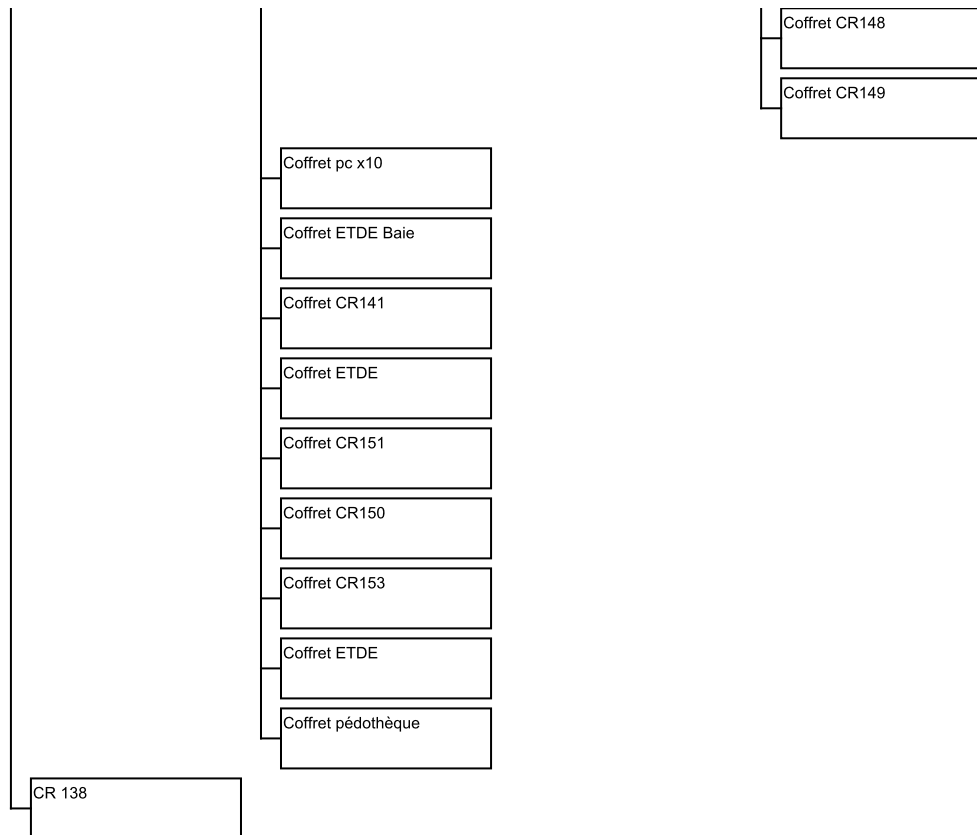 Coffret CR148
Coffret CR149
Coffret pc x10
Coffret ETDE Baie
Coffret CR141
Coffret ETDE
Coffret CR151
Coffret CR150
Coffret CR153
Coffret ETDE
Coffret pédothèque
CR 138